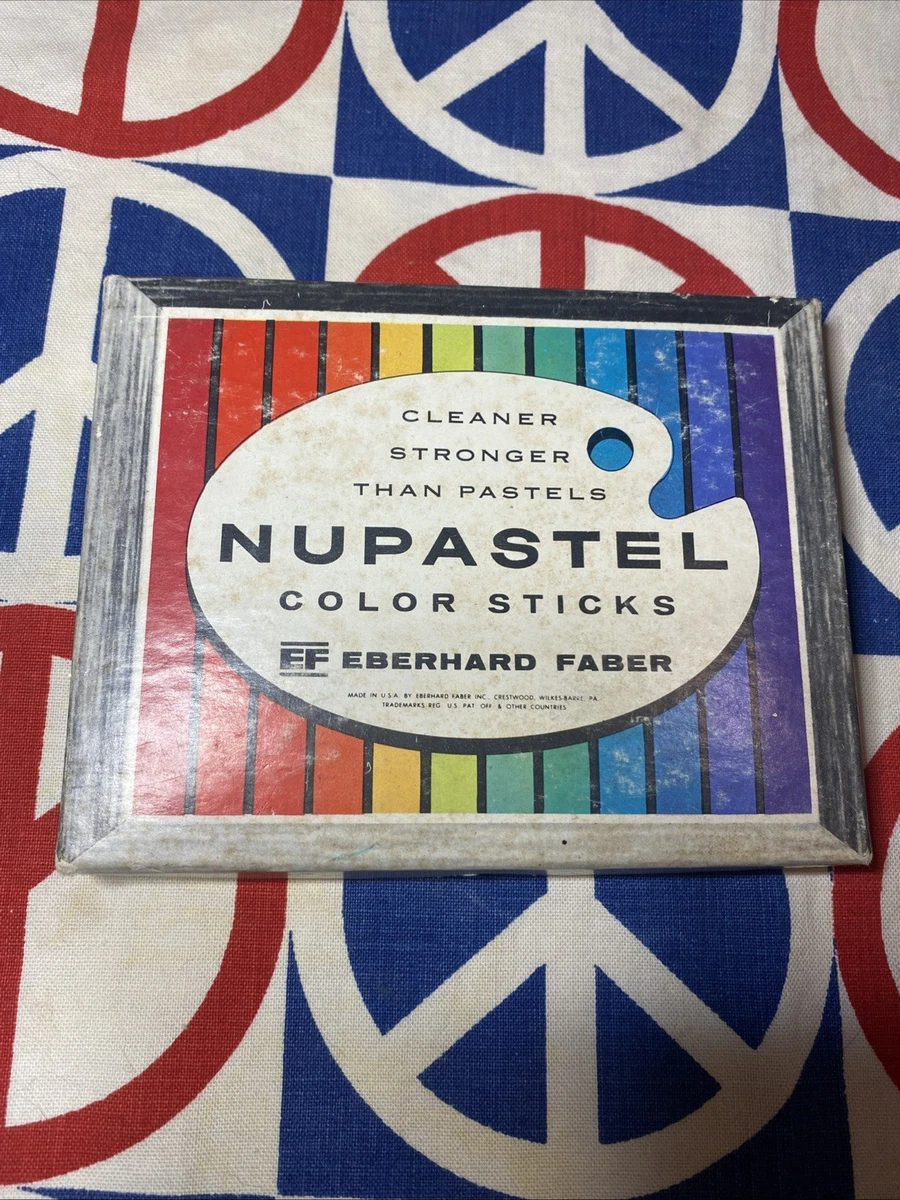 CLEANER
STRONGER
THAN PASTELS
NUPASTEL
COLOR STICKS
EF EBERHARD FABER
MADE IN U.S.A. BY EBERHARD FABER INC. CRESTWOOD, WILKES-BARRE, PA.
TRADEMARKS REG. U.S. PAT. OFF. & OTHER COUNTRIES